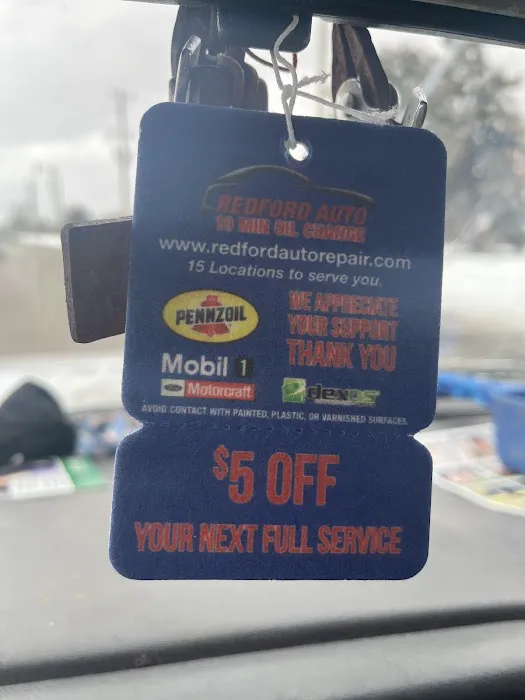 REDFORD AUTO
10 MIN OIL CHANGE
www.redfordautorepair.com
15 Locations to serve you.
PENNZOIL
WE APPRECIATE
YOUR SUPPORT
THANK YOU
Mobil 1
Ford Motorcraft
dexos
AVOID CONTACT WITH PAINTED, PLASTIC, OR VARNISHED SURFACES.
$5 OFF
YOUR NEXT FULL SERVICE